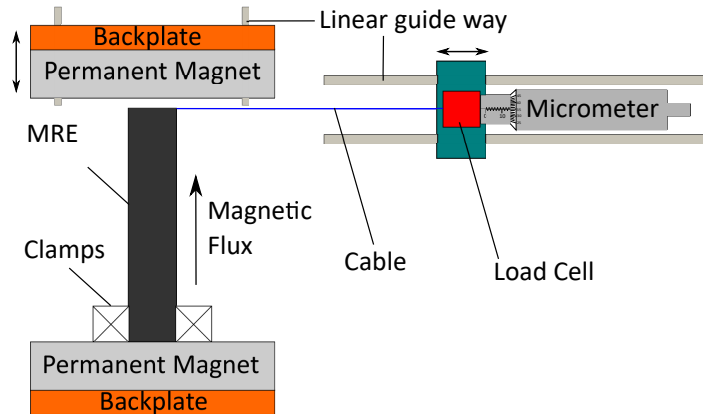 Linear guide way
Backplate
Permanent Magnet
Micrometer
MRE
Magnetic
Flux
Clamps
Cable
Load Cell
Permanent Magnet
Backplate